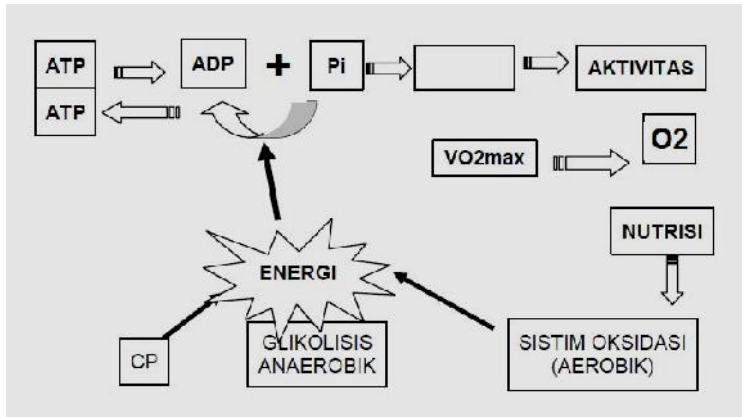 ATP
ADP
+
Pi
AKTIVITAS
ATP
VO2max
O2
NUTRISI
ENERGI
CP
GLIKOLISIS
ANAEROBIK
SISTIM OKSIDASI
(AEROBIK)